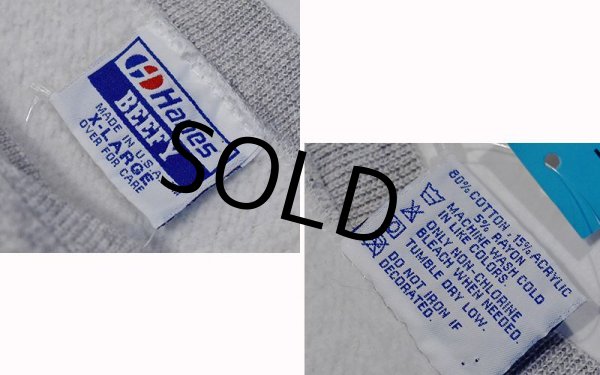 Hanes
BEEFY
MADE IN U.S.A.
X-LARGE
OVER FOR CARE
SOLD
80% COTTON : 15% ACRYLIC
5% RAYON
MACHINE WASH COLD
IN LIKE COLORS.
ONLY NON-CHLORINE
BLEACH WHEN NEEDED.
TUMBLE DRY LOW.
DO NOT IRON IF
DECORATED.